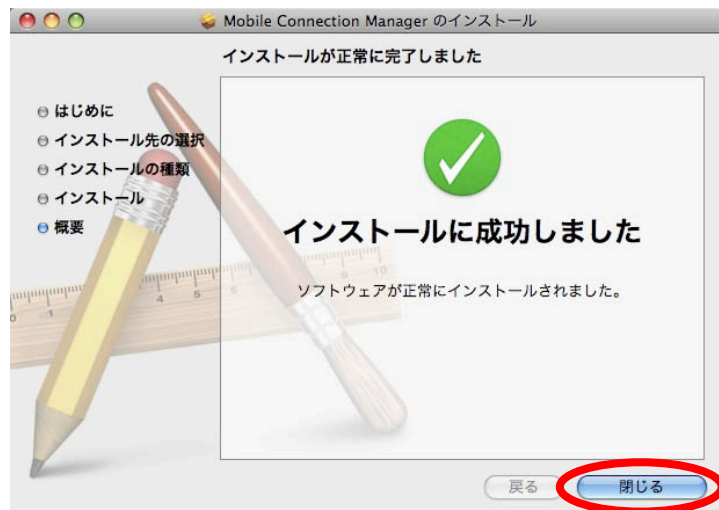 Mobile Connection Manager のインストール
インストールが正常に完了しました
はじめに
インストール先の選択
インストールの種類
インストール
概要
インストールに成功しました
ソフトウェアが正常にインストールされました。
戻る
閉じる